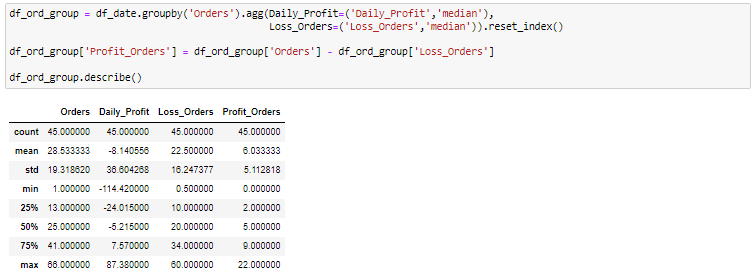 df_ord_group = df_date.groupby('Orders').agg(Daily_Profit=('Daily_Profit','median'),
Loss_Orders=('Loss_Orders','median')).reset_index()
df_ord_group['Profit_Orders'] = df_ord_group['Orders'] - df_ord_group['Loss_Orders']
df_ord_group.describe()
Orders Daily_Profit Loss_Orders Profit_Orders
count 45.000000 45.000000 45.000000 45.000000
mean 28.533333 -8.140556 22.500000 6.033333
std 19.318620 36.604268 16.247377 5.112818
min 1.000000 -114.420000 0.500000 0.000000
25% 13.000000 -24.015000 10.000000 2.000000
50% 25.000000 -5.215000 20.000000 5.000000
75% 41.000000 7.570000 34.000000 9.000000
max 66.000000 87.380000 60.000000 22.000000